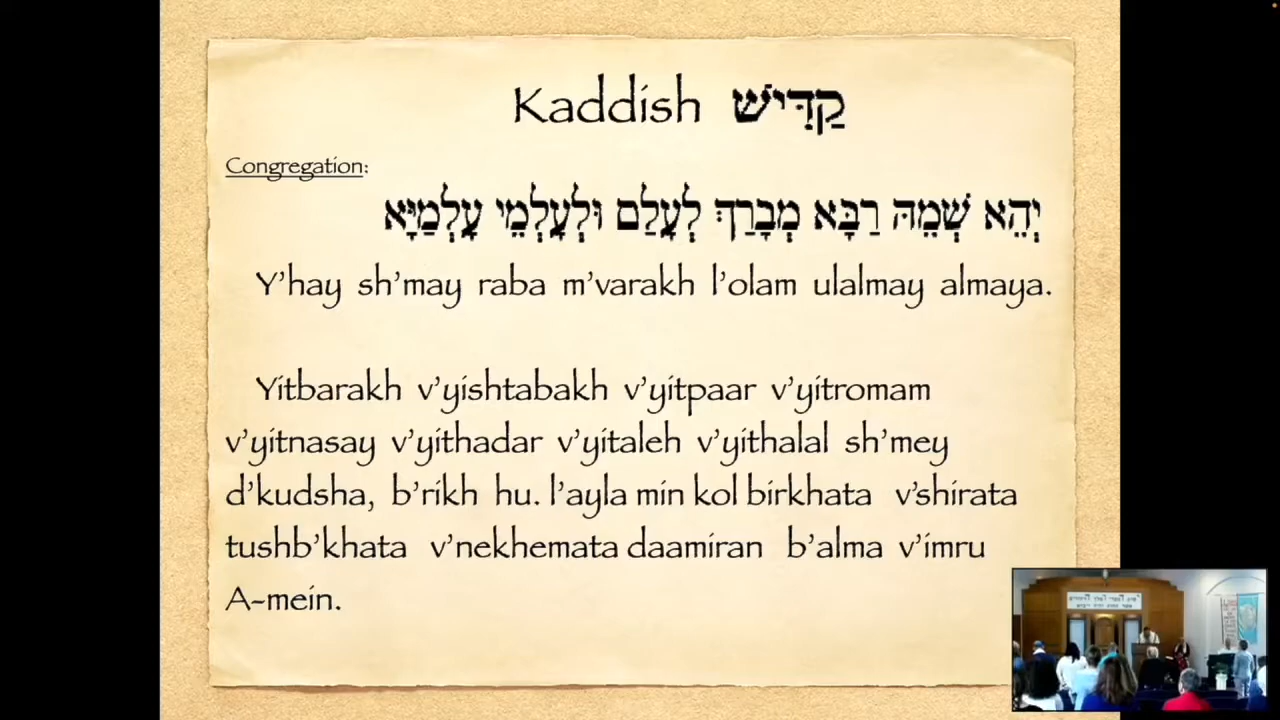 Kaddish קַדִּישׁ
Congregation:
יְהֵא שְׁמֵהּ רַבָּא מְבָרַךְ לְעָלַם וּלְעָלְמֵי עָלְמַיָּא
Y'hay sh'may raba m'varakh l'olam ulalmay almaya.
Yitbarakh v'yishtabakh v'yitpaar v'yitromam
v'yitnasay v'yithadar v'yitaleh v'yithalal sh'mey
d'kudsha, b'rikh hu. l'ayla min kol birkhata v'shirata
tushb'khata v'nekhemata daamiran b'alma v'imru
A-mein.